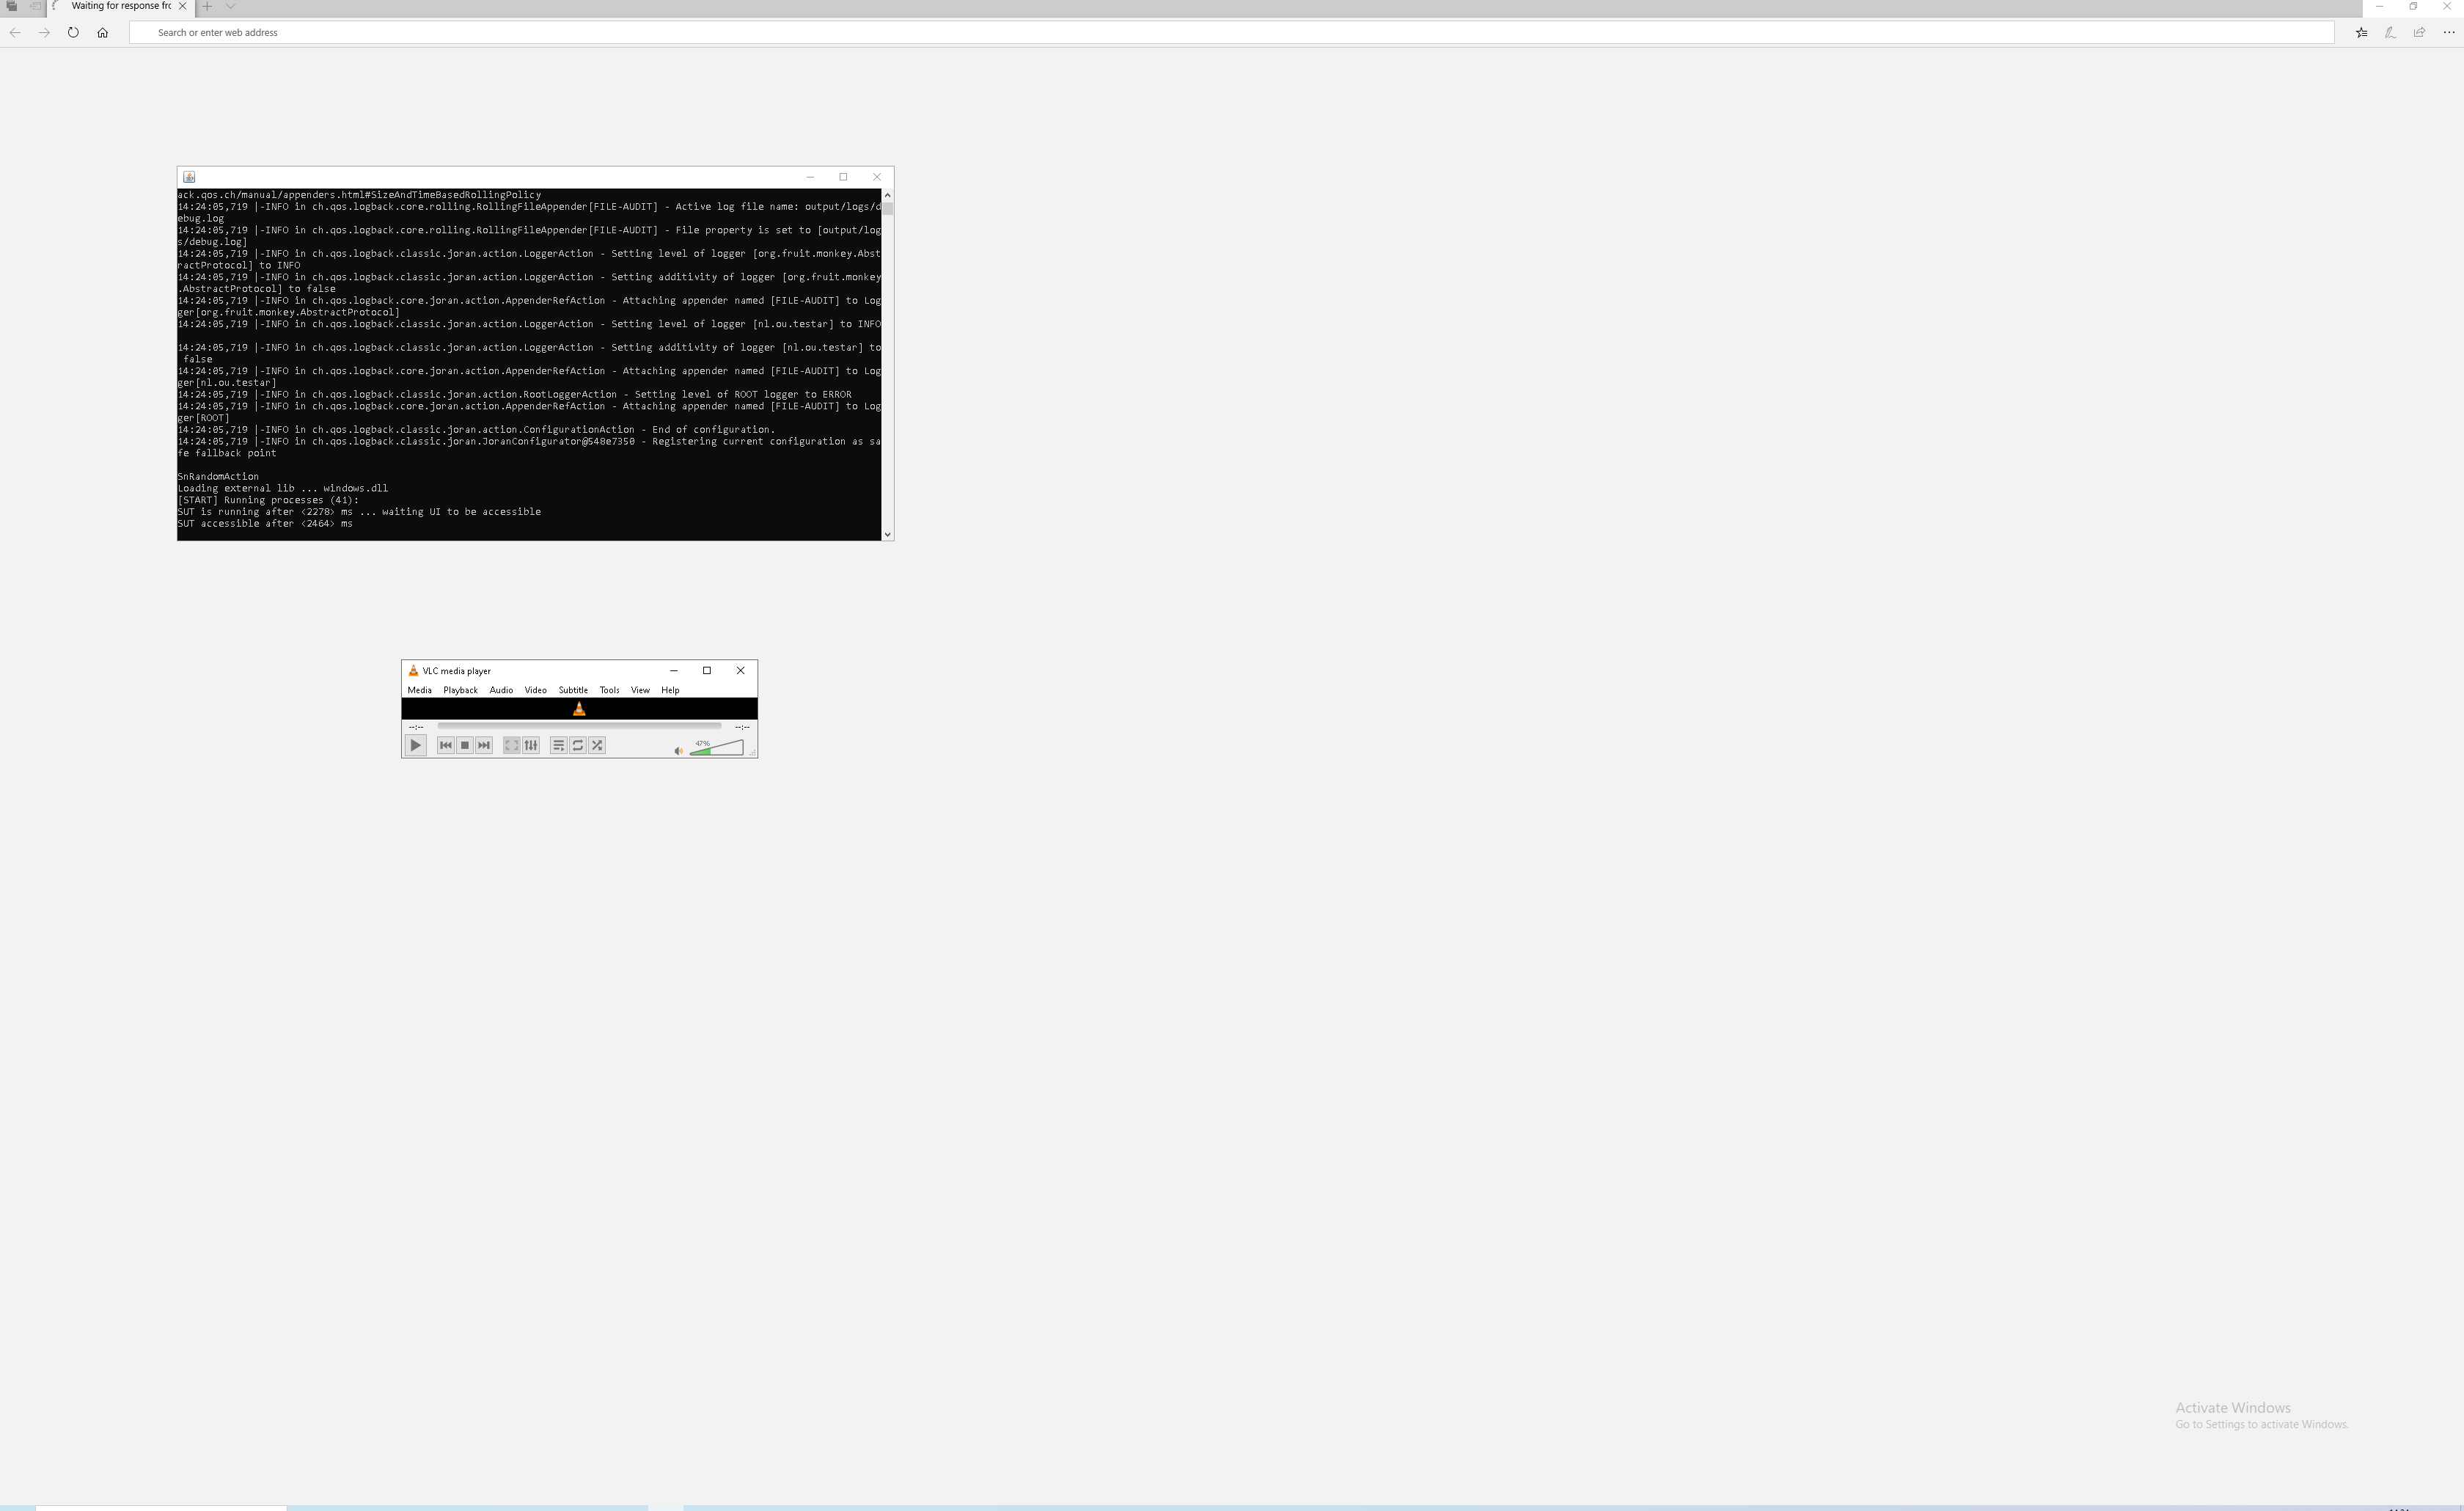 Waiting for response frc
Search or enter web address
ack.qos.ch/manual/appenders.html#SizeAndTimeBasedRollingPolicy
14:24:05,719 |-INFO in ch.qos.logback.core.rolling.RollingFileAppender[FILE-AUDIT] - Active log file name: output/logs/d
ebug.log
14:24:05,719 |-INFO in ch.qos.logback.core.rolling.RollingFileAppender[FILE-AUDIT] - File property is set to [output/log
s/debug.log]
14:24:05,719 |-INFO in ch.qos.logback.classic.joran.action.LoggerAction - Setting level of logger [org.fruit.monkey.Abst
ractProtocol] to INFO
14:24:05,719 |-INFO in ch.qos.logback.classic.joran.action.LoggerAction - Setting additivity of logger [org.fruit.monkey
.AbstractProtocol] to false
14:24:05,719 |-INFO in ch.qos.logback.core.joran.action.AppenderRefAction - Attaching appender named [FILE-AUDIT] to Log
ger[org.fruit.monkey.AbstractProtocol]
14:24:05,719 |-INFO in ch.qos.logback.classic.joran.action.LoggerAction - Setting level of logger [nl.ou.testar] to INFO
14:24:05,719 |-INFO in ch.qos.logback.classic.joran.action.LoggerAction - Setting additivity of logger [nl.ou.testar] to
false
14:24:05,719 |-INFO in ch.qos.logback.core.joran.action.AppenderRefAction - Attaching appender named [FILE-AUDIT] to Log
ger[nl.ou.testar]
14:24:05,719 |-INFO in ch.qos.logback.classic.joran.action.RootLoggerAction - Setting level of ROOT logger to ERROR
14:24:05,719 |-INFO in ch.qos.logback.core.joran.action.AppenderRefAction - Attaching appender named [FILE-AUDIT] to Log
ger[ROOT]
14:24:05,719 |-INFO in ch.qos.logback.classic.joran.action.ConfigurationAction - End of configuration.
14:24:05,719 |-INFO in ch.qos.logback.classic.joran.JoranConfigurator@548e7350 - Registering current configuration as sa
fe fallback point
SnRandomAction
Loading external lib ... windows.dll
[START] Running processes (41):
SUT is running after <2278> ms ... waiting UI to be accessible
SUT accessible after <2464> ms
VLC media player
Media Playback Audio Video Subtitle Tools View Help
--:-- --:--
47%
Activate Windows
Go to Settings to activate Windows.